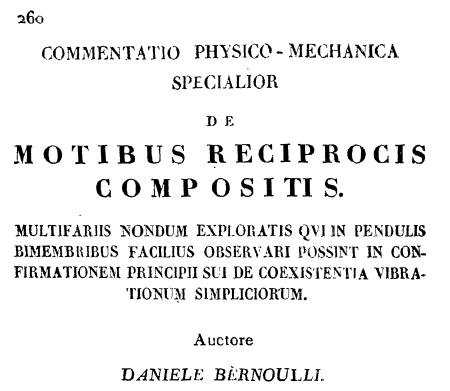 260
COMMENTATIO PHYSICO-MECHANICA
SPECIALIOR
DE
MOTIBUS RECIPROCIS
COMPOSITIS.
MULTIFARIIS NONDUM EXPLORATIS QVI IN PENDULIS
BIMEMBRIBUS FACILIUS OBSERVARI POSSINT IN CON-
FIRMATIONEM PRINCIPII SUI DE COEXISTENTIA VIBRA-
TIONUM SIMPLICIORUM.
Auctore
DANIELE BERNOULLI.